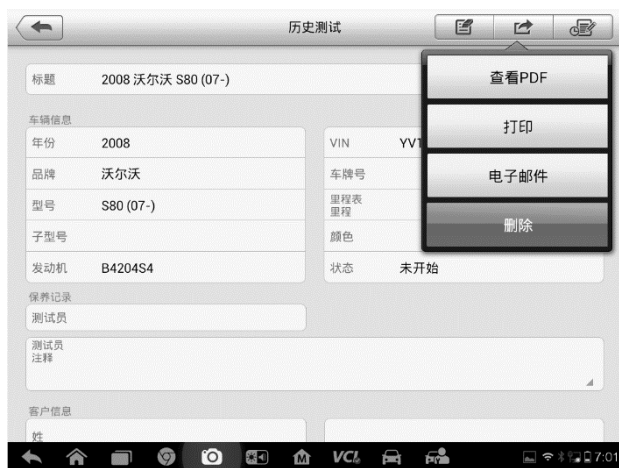 历史测试
标题 2008 沃尔沃 S80 (07-)
查看PDF
打印
电子邮件
删除
车辆信息
年份 2008
VIN YV1
品牌 沃尔沃
车牌号
型号 S80 (07-)
里程表
里程
子型号
颜色
发动机 B4204S4
状态 未开始
保养记录
测试员
测试员
注释
客户信息
姓
VCI
7:01